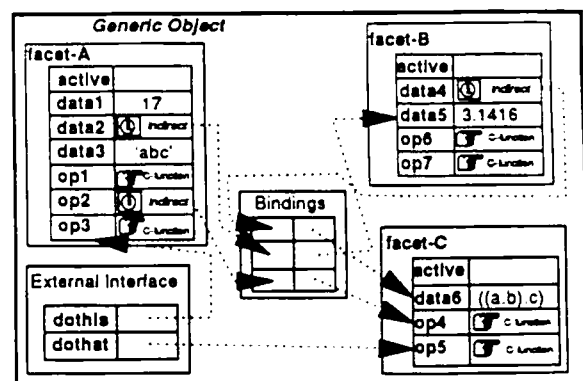 Generic Object
facet-A
active
data1 17
data2 indirect
data3 'abc'
op1 C-function
op2 indirect
op3 C-function
External Interface
dothis
dothat
Bindings
facet-B
active
data4 indirect
data5 3.1416
op6 C-function
op7 C-function
facet-C
active
data6 ((a.b).c)
op4 C-function
op5 C-function